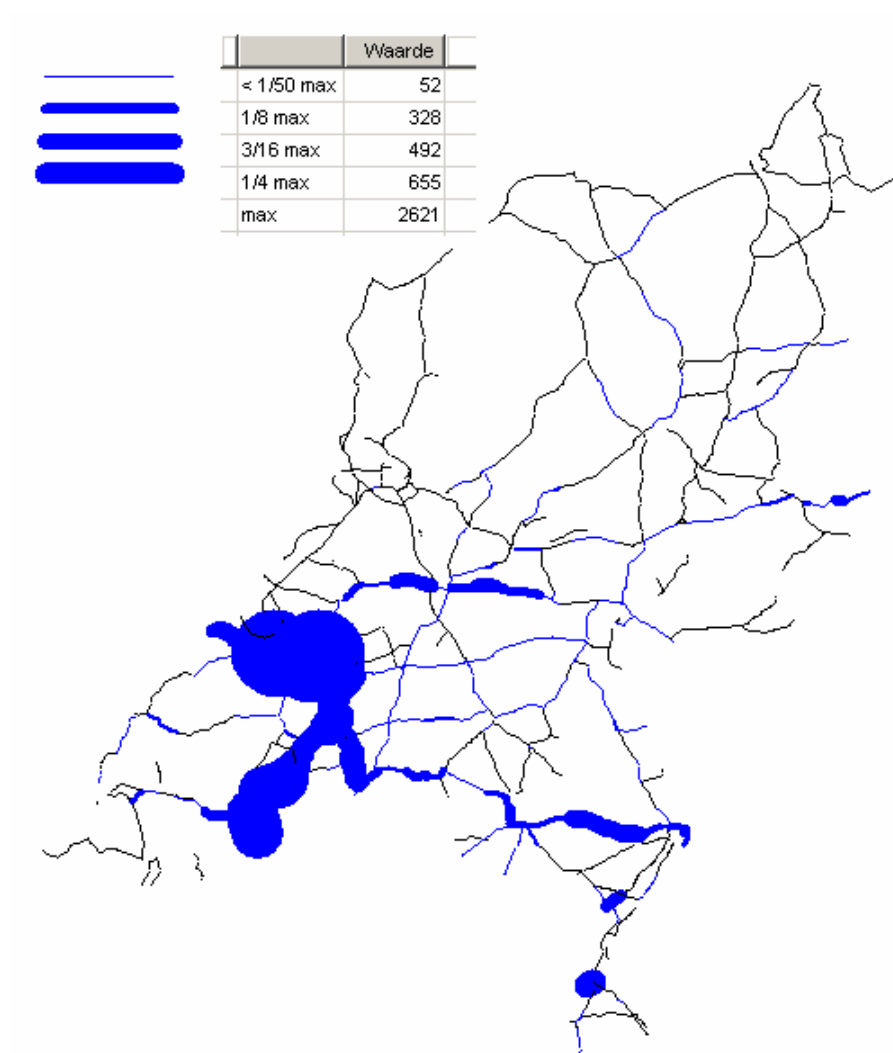 Waarde
< 1/50 max 52
1/8 max 328
3/16 max 492
1/4 max 655
max 2621